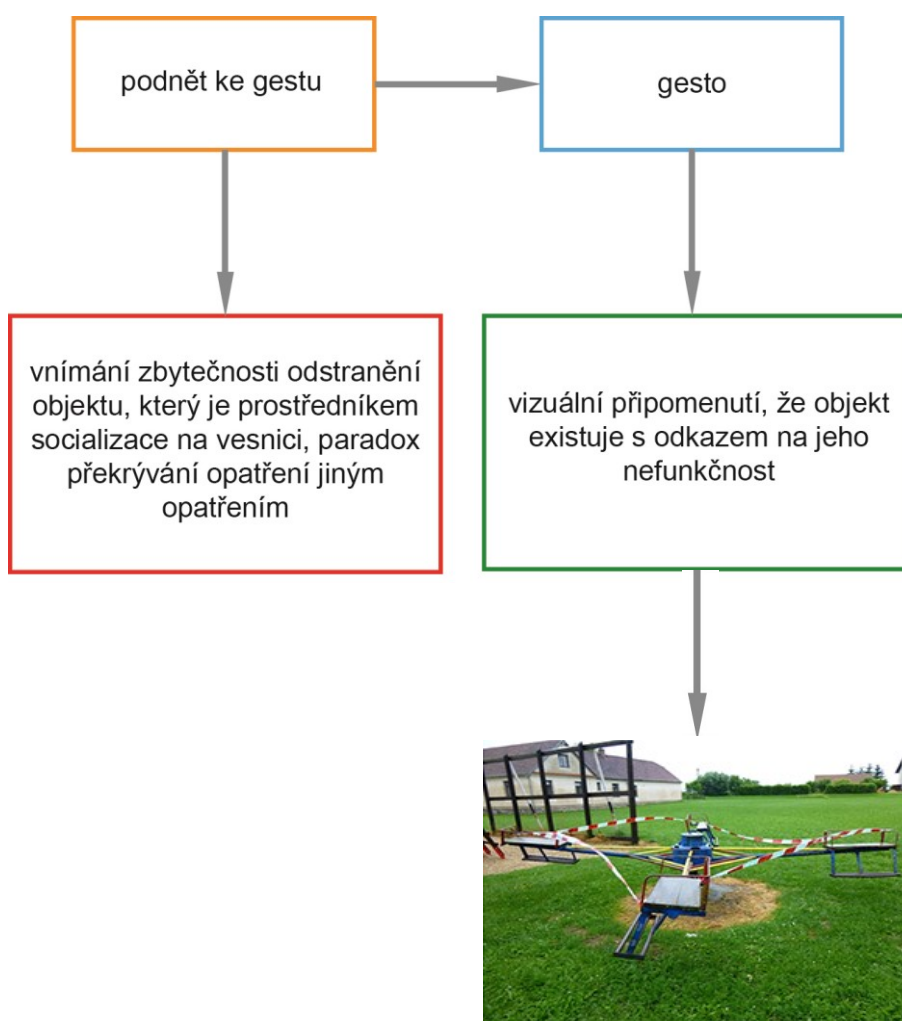 podnět ke gestu
gesto
vnímání zbytečnosti odstranění
objektu, který je prostředníkem
socializace na vesnici, paradox
překrývání opatření jiným
opatřením
vizuální připomenutí, že objekt
existuje s odkazem na jeho
nefunkčnost